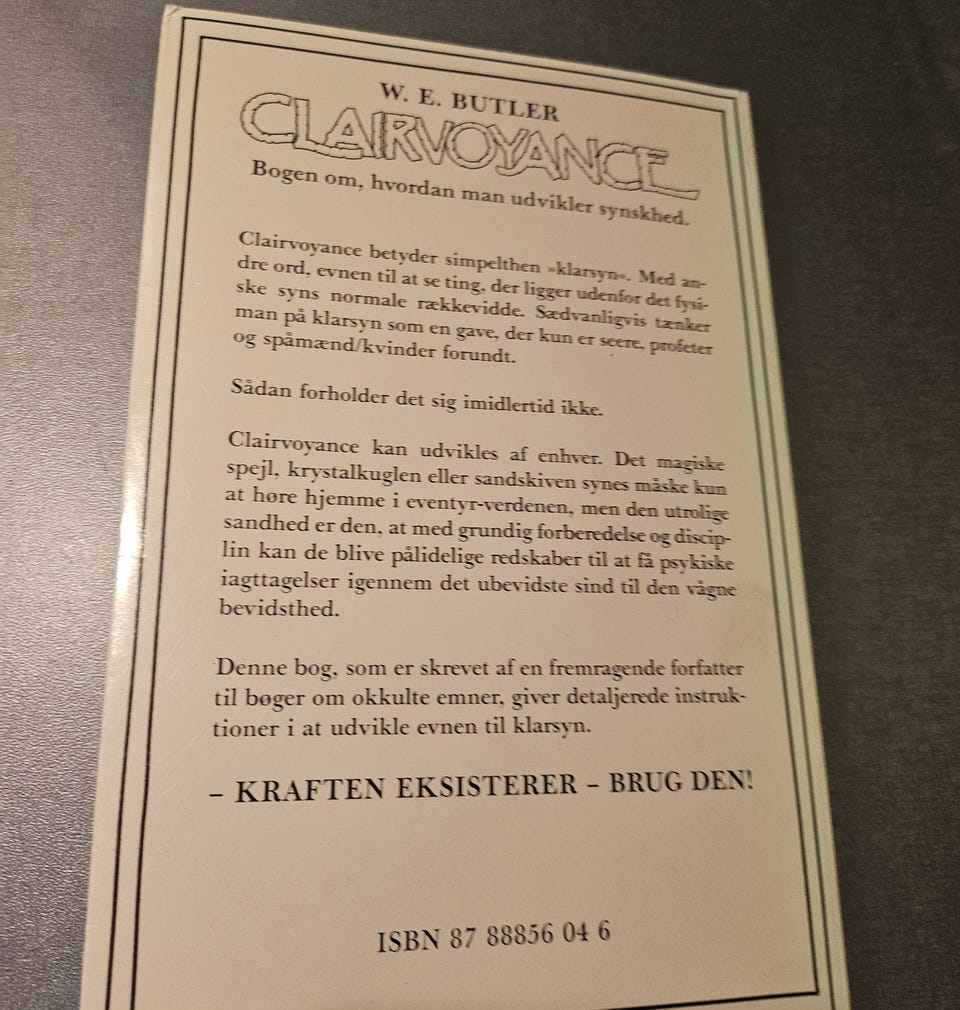 W. E. BUTLER
CLAIRVOYANCE
Bogen om, hvordan man udvikler synskhed.
Clairvoyance betyder simpelthen »klarsyn«. Med an-
dre ord, evnen til at se ting, der ligger udenfor det fysi-
ske syns normale rækkevidde. Sædvanligvis tænker
man på klarsyn som en gave, der kun er seere, profeter
og spåmænd/kvinder forundt.
Sådan forholder det sig imidlertid ikke.
Clairvoyance kan udvikles af enhver. Det magiske
spejl, krystalkuglen eller sandskiven synes måske kun
at høre hjemme i eventyr-verdenen, men den utrolige
sandhed er den, at med grundig forberedelse og discip-
lin kan de blive pålidelige redskaber til at få psykiske
iagttagelser igennem det ubevidste sind til den vågne
bevidsthed.
Denne bog, som er skrevet af en fremragende forfatter
til bøger om okkulte emner, giver detaljerede instruk-
tioner i at udvikle evnen til klarsyn.
– KRAFTEN EKSISTERER – BRUG DEN!
ISBN 87 88856 04 6